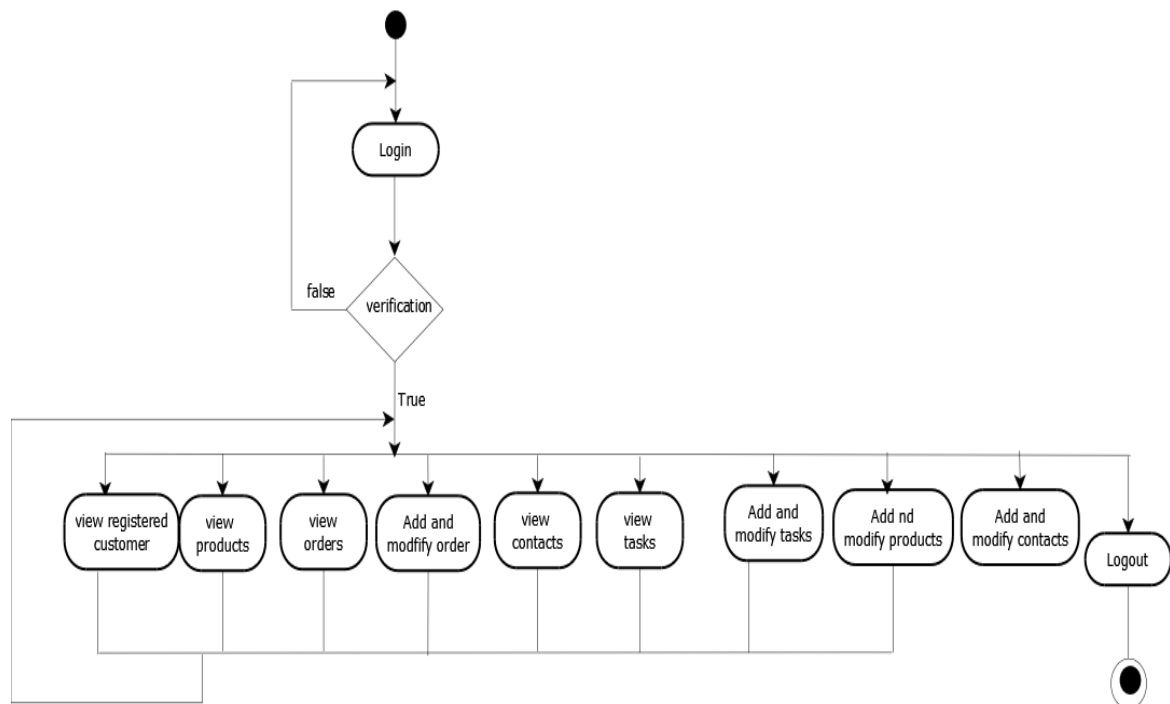 Login
false
verification
True
view registered
customer
view
products
view
orders
Add and
modfify order
view
contacts
view
tasks
Add and
modify tasks
Add nd
modify products
Add and
modify contacts
Logout